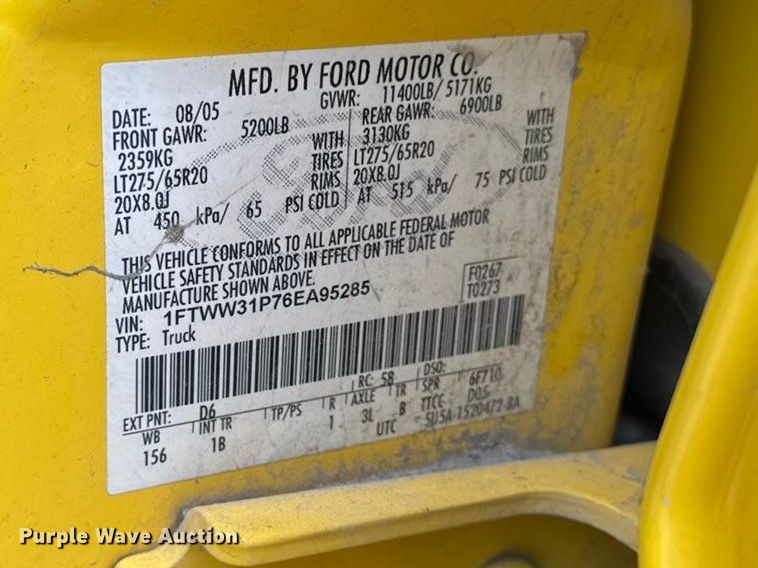 MFD. BY FORD MOTOR CO.
DATE: 08/05 GVWR: 11400LB/ 5171KG
FRONT GAWR: 5200LB REAR GAWR: 6900LB
2359KG WITH 3130KG WITH
LT275/65R20 TIRES LT275/65R20 TIRES
20X8.0J RIMS 20X8.0J RIMS
AT 450 kPa/ 65 PSI COLD AT 515 kPa/ 75 PSI COLD
THIS VEHICLE CONFORMS TO ALL APPLICABLE FEDERAL MOTOR
VEHICLE SAFETY STANDARDS IN EFFECT ON THE DATE OF
MANUFACTURE SHOWN ABOVE.
VIN: 1FTWW31P76EA95285
TYPE: Truck
F0267
T0273
RC: 58 DSO:
EXT PNT: D6 6F710
WB INT TR TP/PS R AXLE TR SPR DOS
156 1B 1 3L B TTCC
UTC SU5A-1520472-BA
Purple Wave Auction